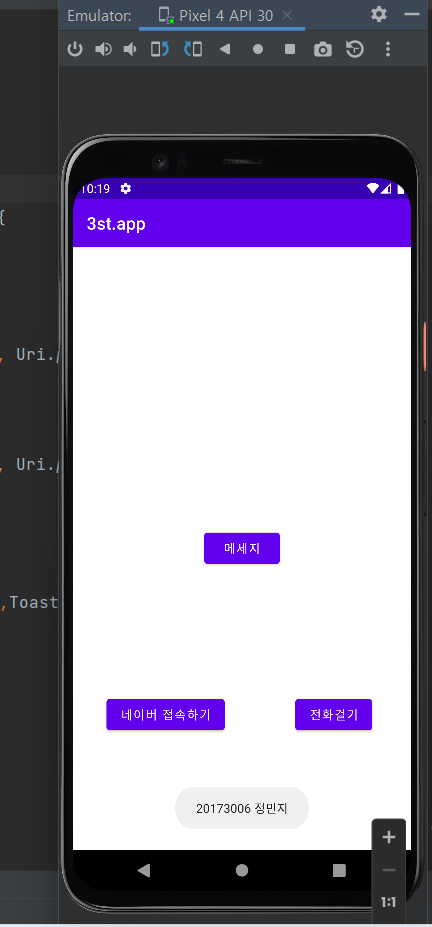 Emulator: Pixel 4 API 30
10:19
3st.app
{
, Uri.
, Uri.
,Toast
메세지
네이버 접속하기
전화걸기
20173006 정민지
1:1